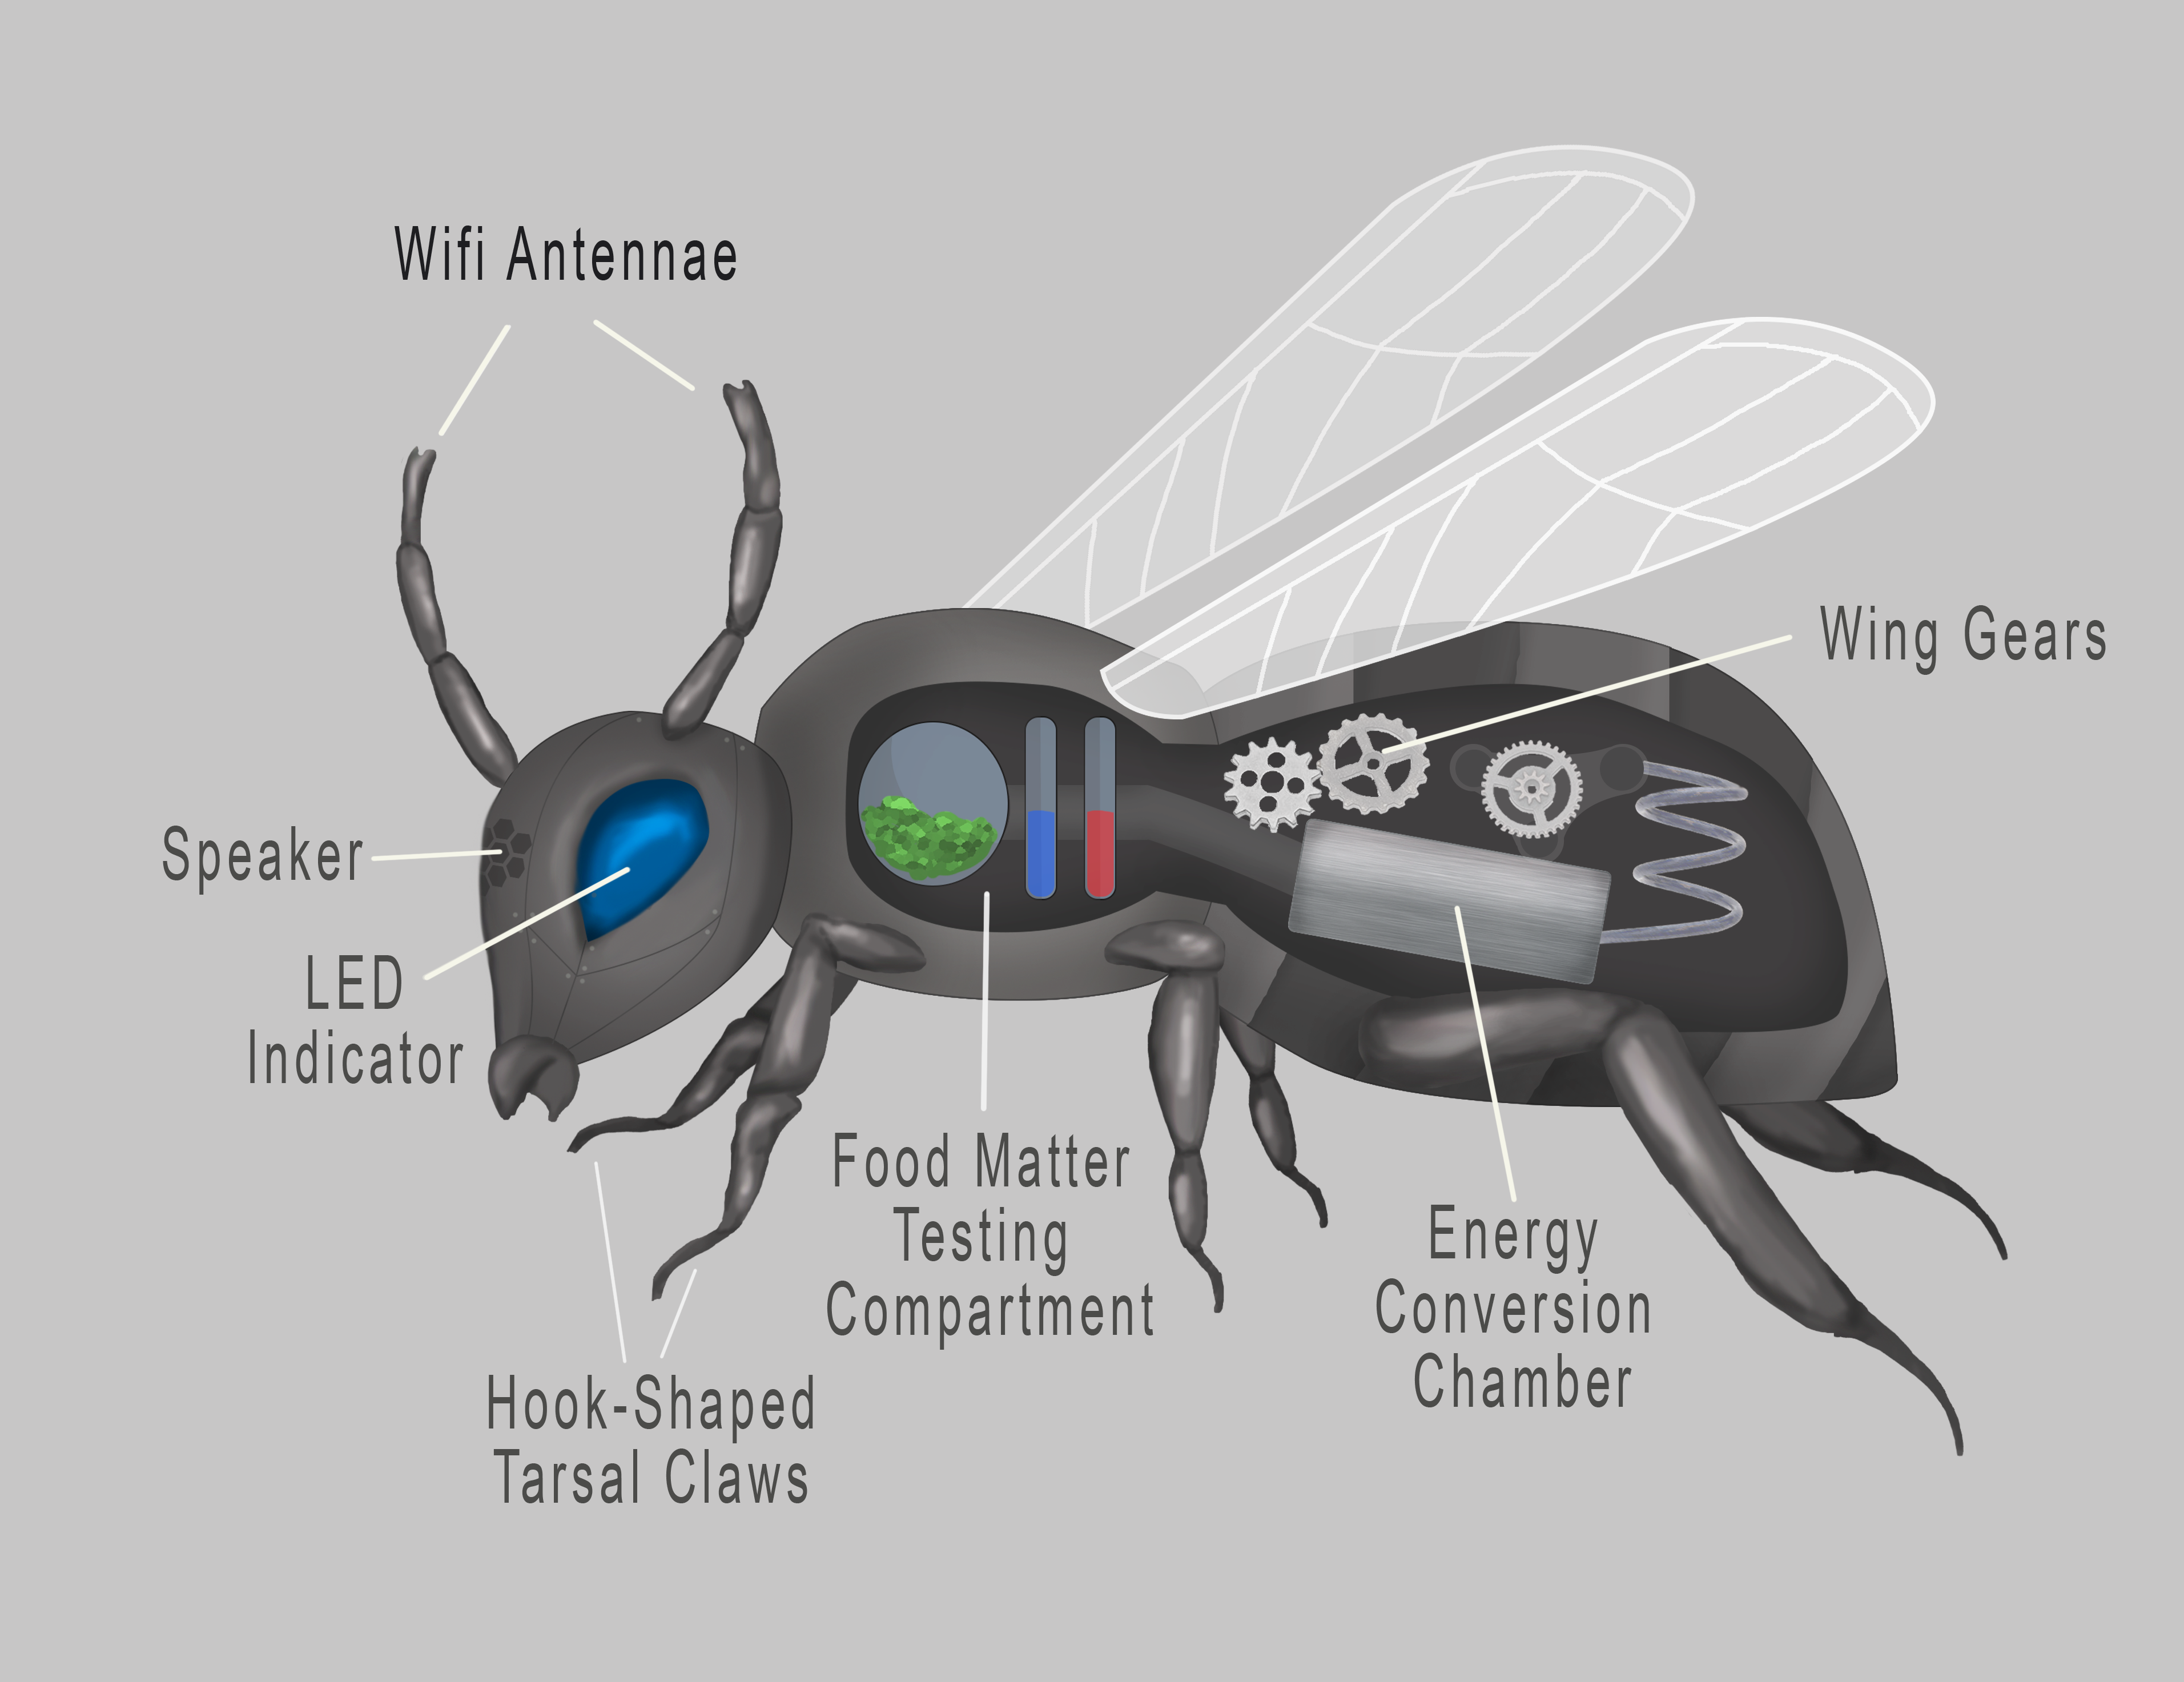 Wifi Antennae
Wing Gears
Speaker
LED
Indicator
Food Matter
Testing
Compartment
Energy
Conversion
Chamber
Hook-Shaped
Tarsal Claws